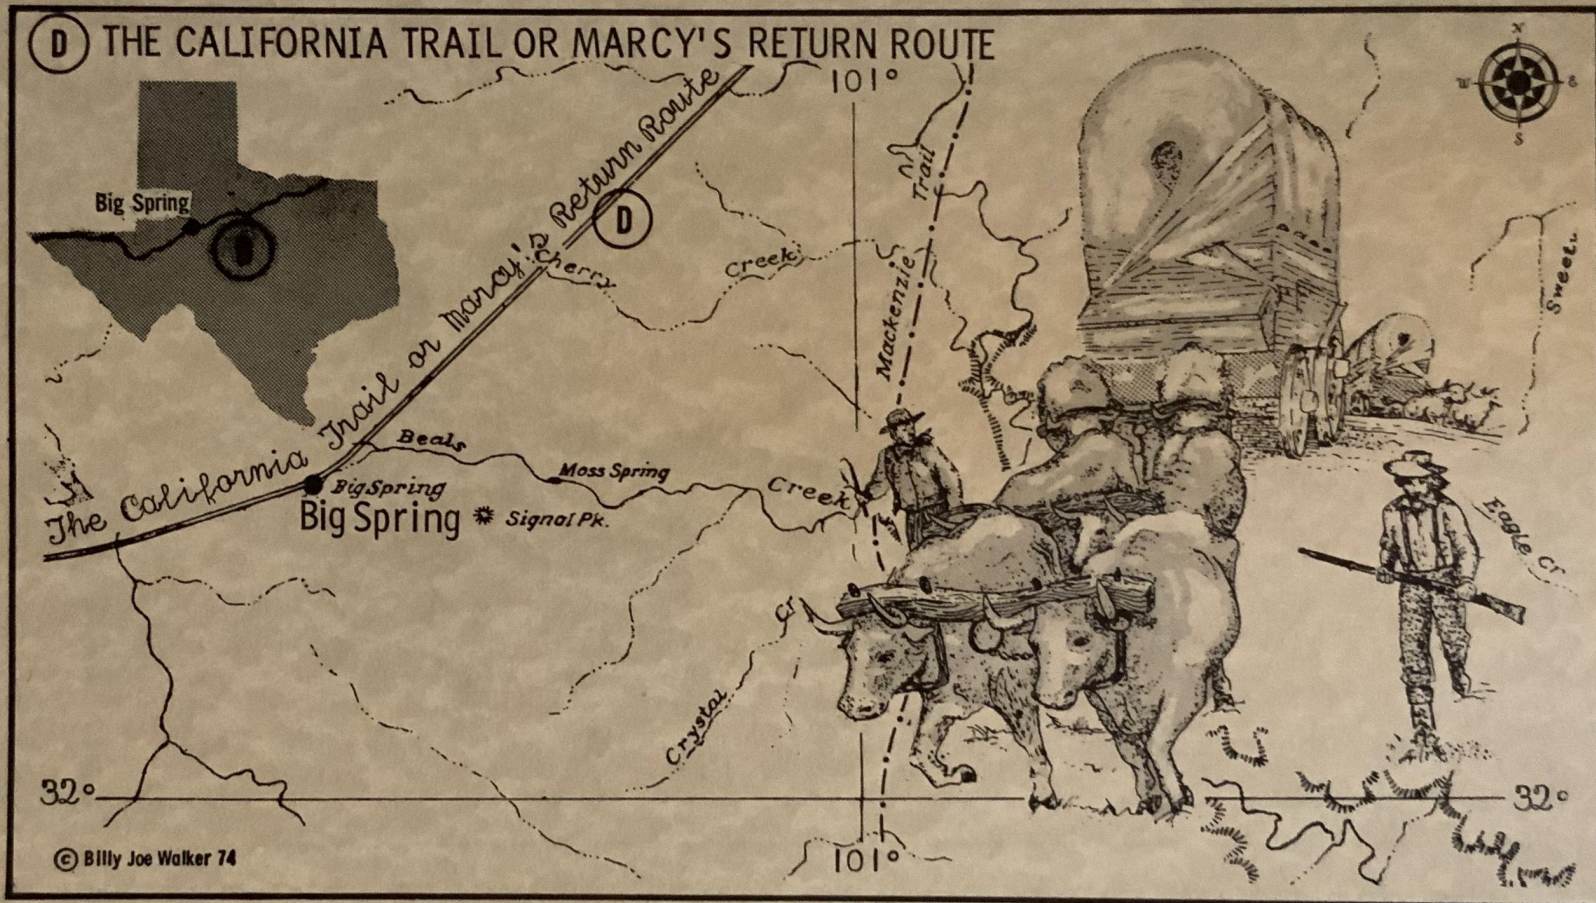 D THE CALIFORNIA TRAIL OR MARCY'S RETURN ROUTE
N
W E
S
101°
Big Spring
D
The California Trail or Marcy's Return Route
D
Cherry Creek
Mackenzie Trail
Beals Creek
Moss Spring
Big Spring
Big Spring
Signal Pk.
Eagle Cr
Crystal Cr
32° 32°
101°
© Billy Joe Walker 74